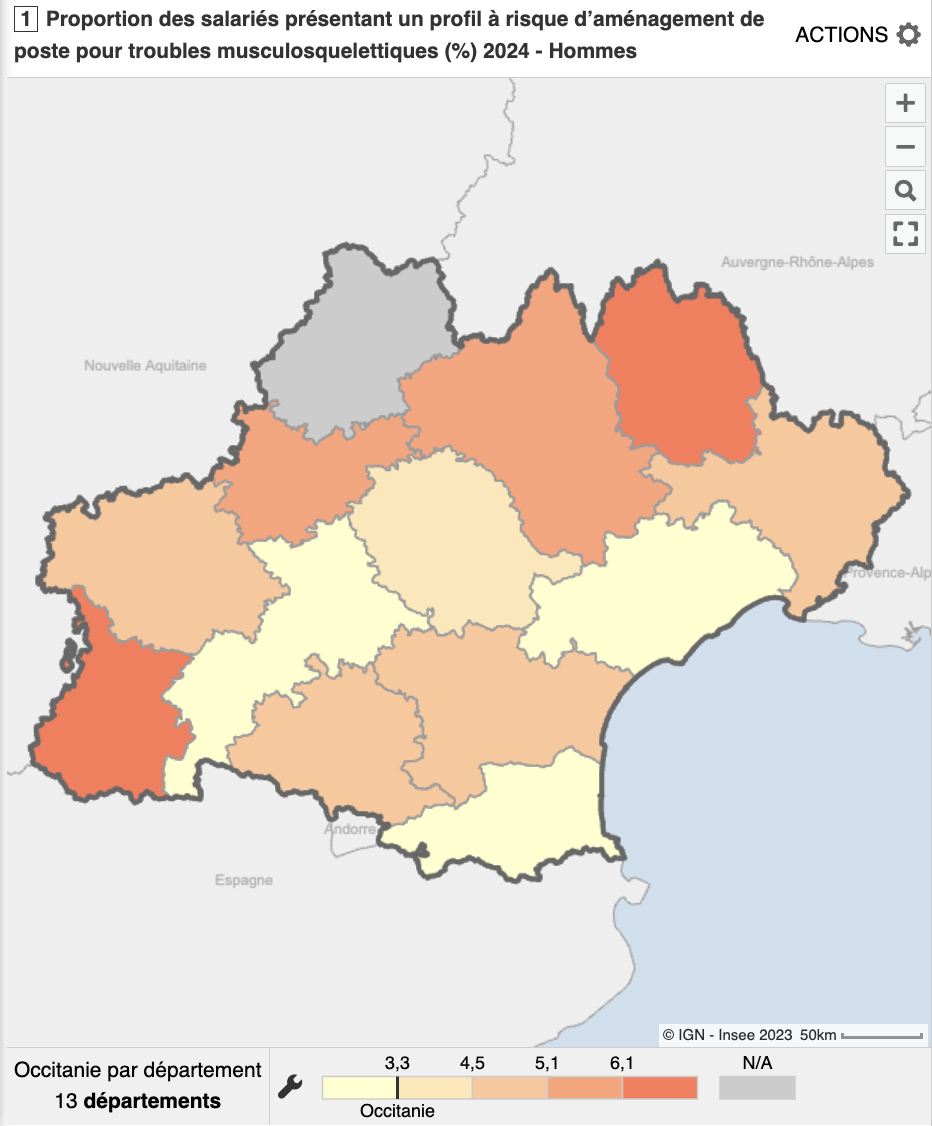 1 Proportion des salariés présentant un profil à risque d'aménagement de
poste pour troubles musculosquelettiques (%) 2024 - Hommes
ACTIONS
Auvergne-Rhône-Alpes
Nouvelle Aquitaine
Provence-Alp
Andorre
Espagne
© IGN - Insee 2023 50km
Occitanie par département
13 départements
3,3 4,5 5,1 6,1 N/A
Occitanie